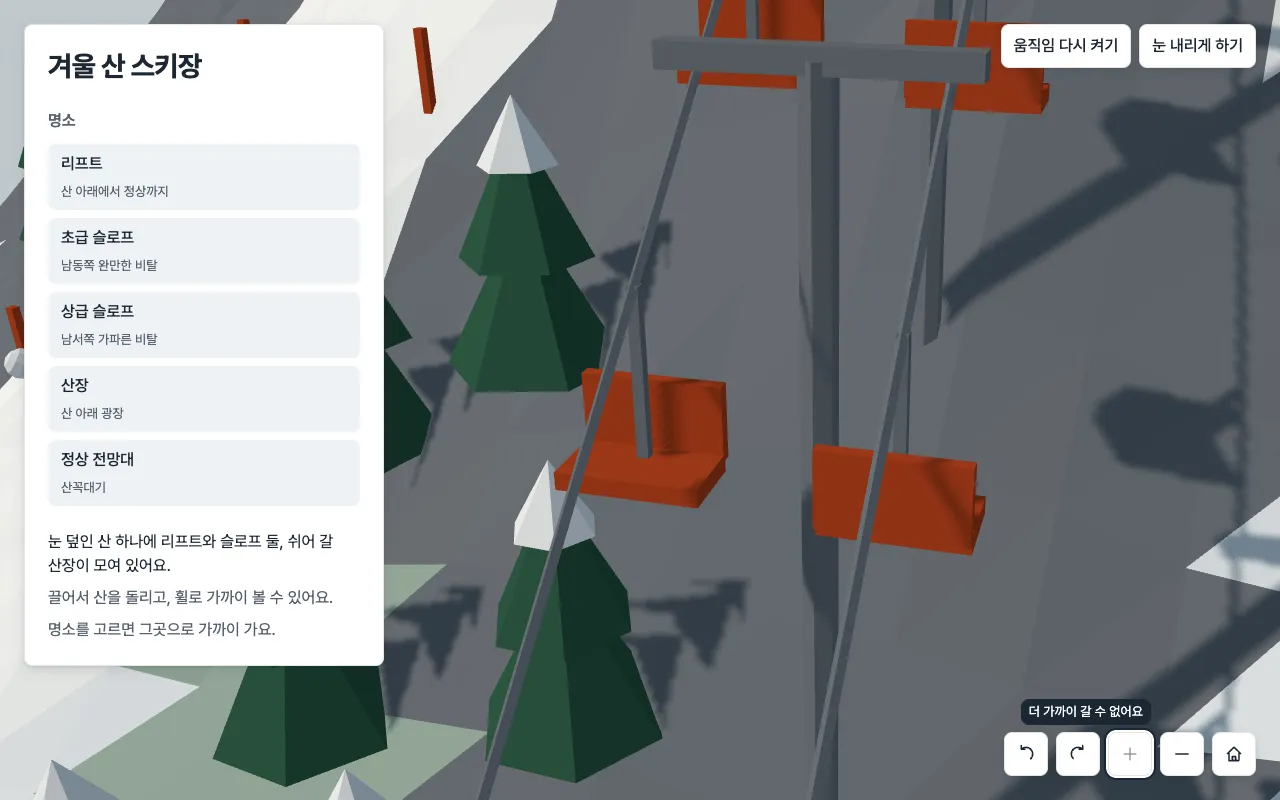 겨울 산 스키장
명소
리프트
산 아래에서 정상까지
초급 슬로프
남동쪽 완만한 비탈
상급 슬로프
남서쪽 가파른 비탈
산장
산 아래 광장
정상 전망대
산꼭대기
눈 덮인 산 하나에 리프트와 슬로프 둘, 쉬어 갈
산장이 모여 있어요.
끌어서 산을 돌리고, 휠로 가까이 볼 수 있어요.
명소를 고르면 그곳으로 가까이 가요.
움직임 다시 켜기
눈 내리게 하기
더 가까이 갈 수 없어요